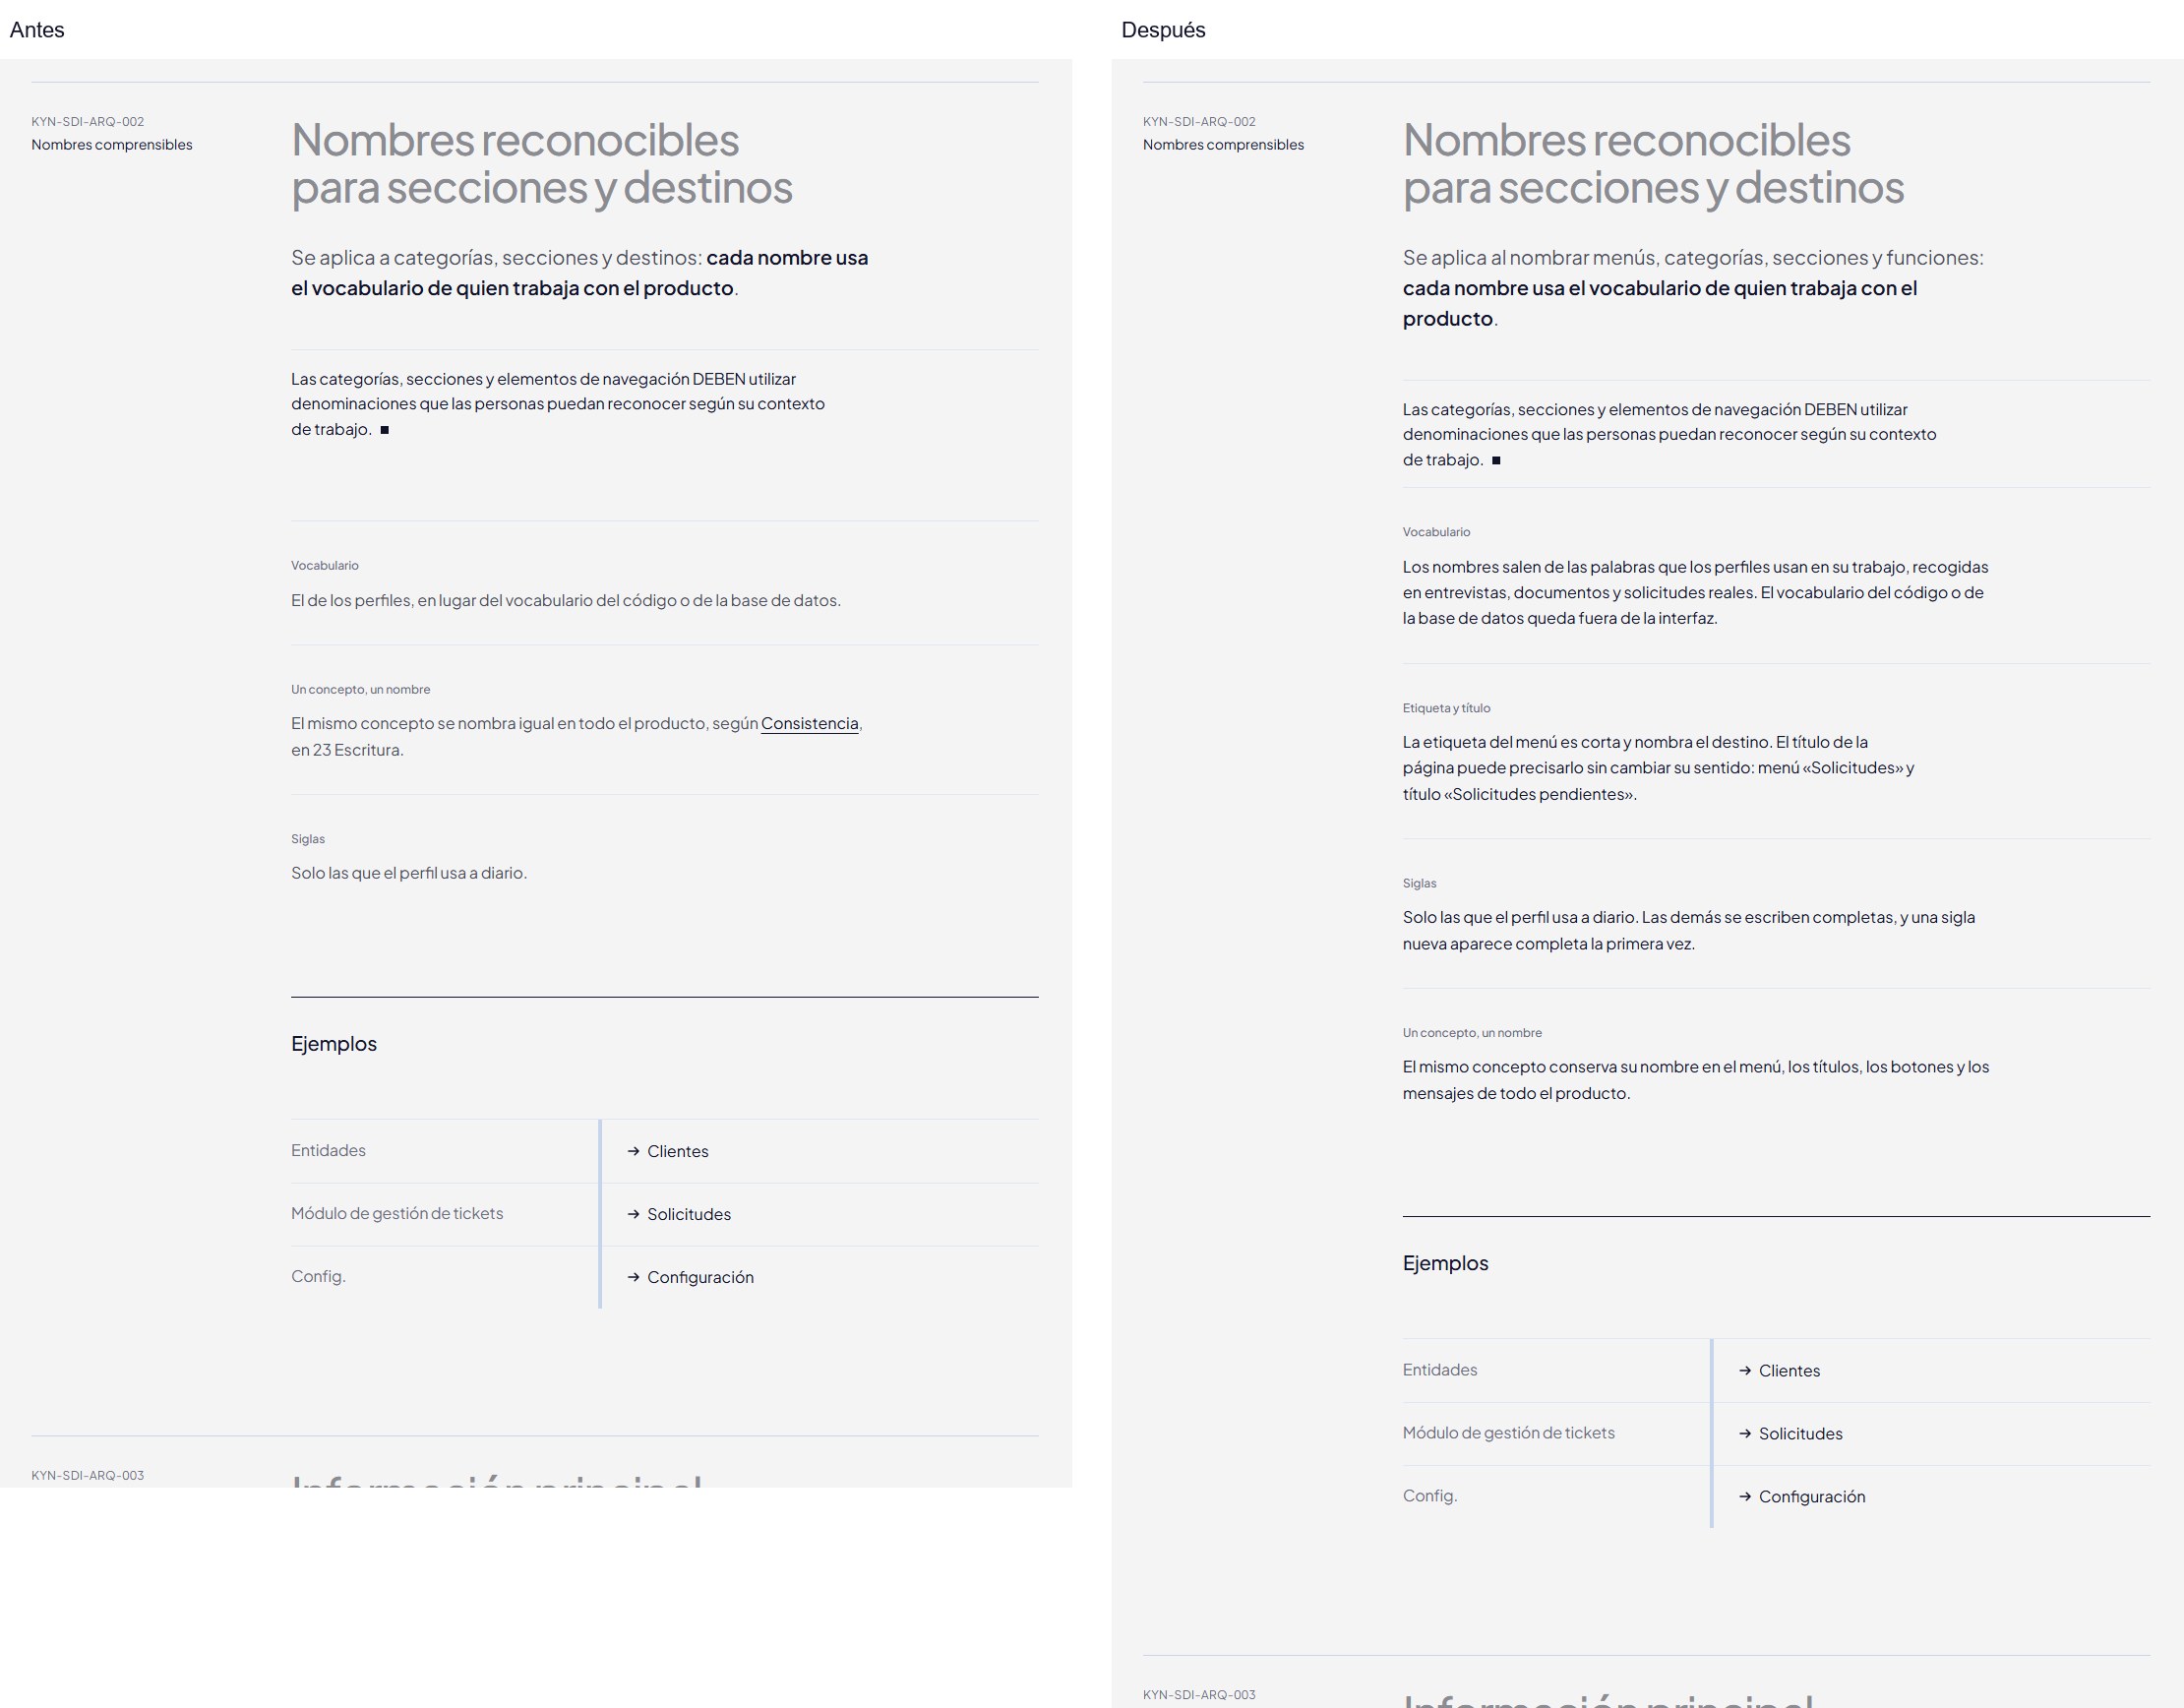 Antes
KYN-SDI-ARQ-002
Nombres comprensibles
Nombres reconocibles
para secciones y destinos
Se aplica a categorías, secciones y destinos: cada nombre usa
el vocabulario de quien trabaja con el producto.
Las categorías, secciones y elementos de navegación DEBEN utilizar
denominaciones que las personas puedan reconocer según su contexto
de trabajo. ■
Vocabulario
El de los perfiles, en lugar del vocabulario del código o de la base de datos.
Un concepto, un nombre
El mismo concepto se nombra igual en todo el producto, según Consistencia,
en 23 Escritura.
Siglas
Solo las que el perfil usa a diario.
Ejemplos
Entidades → Clientes
Módulo de gestión de tickets → Solicitudes
Config. → Configuración
KYN-SDI-ARQ-003
Información principal
Después
KYN-SDI-ARQ-002
Nombres comprensibles
Nombres reconocibles
para secciones y destinos
Se aplica al nombrar menús, categorías, secciones y funciones:
cada nombre usa el vocabulario de quien trabaja con el
producto.
Las categorías, secciones y elementos de navegación DEBEN utilizar
denominaciones que las personas puedan reconocer según su contexto
de trabajo. ■
Vocabulario
Los nombres salen de las palabras que los perfiles usan en su trabajo, recogidas
en entrevistas, documentos y solicitudes reales. El vocabulario del código o de
la base de datos queda fuera de la interfaz.
Etiqueta y título
La etiqueta del menú es corta y nombra el destino. El título de la
página puede precisarlo sin cambiar su sentido: menú «Solicitudes» y
título «Solicitudes pendientes».
Siglas
Solo las que el perfil usa a diario. Las demás se escriben completas, y una sigla
nueva aparece completa la primera vez.
Un concepto, un nombre
El mismo concepto conserva su nombre en el menú, los títulos, los botones y los
mensajes de todo el producto.
Ejemplos
Entidades → Clientes
Módulo de gestión de tickets → Solicitudes
Config. → Configuración
KYN-SDI-ARQ-003
Información principal